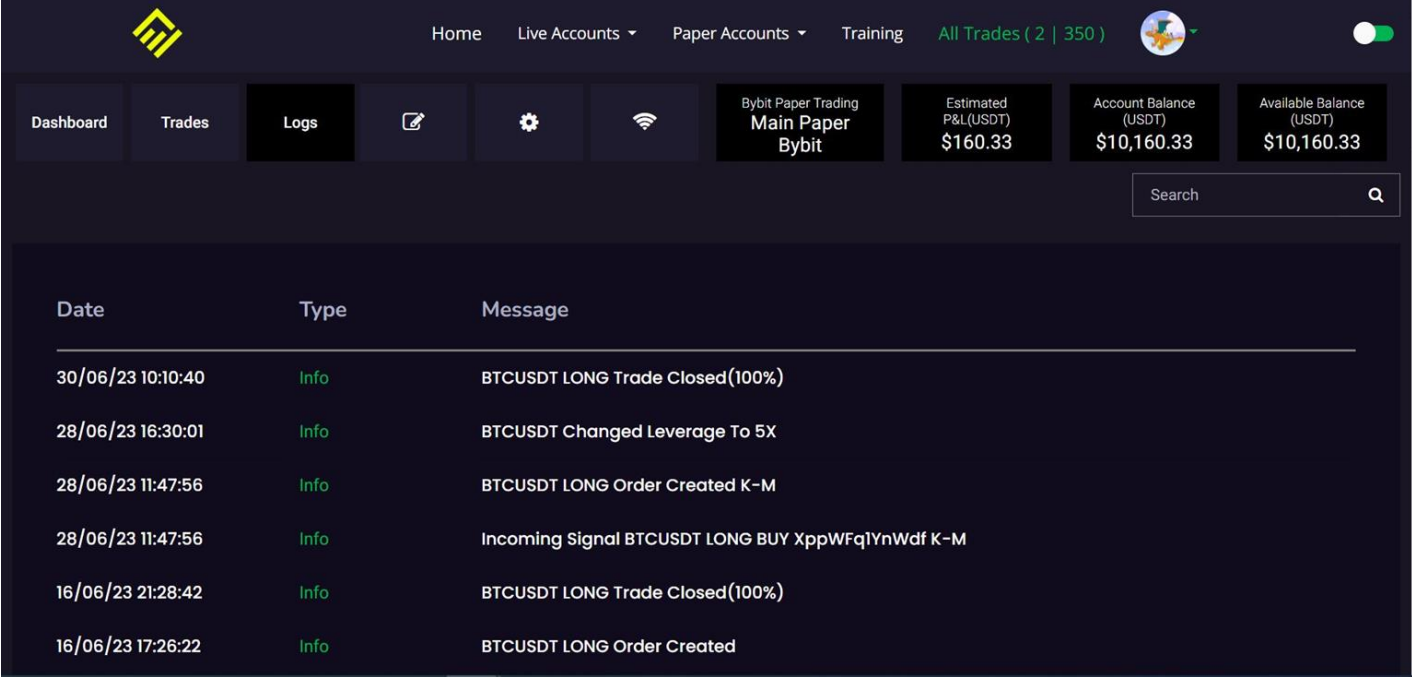 Home Live Accounts Paper Accounts Training All Trades ( 2 | 350 )
Dashboard Trades Logs
Bybit Paper Trading
Main Paper
Bybit
Estimated
P&L(USDT)
$160.33
Account Balance
(USDT)
$10,160.33
Available Balance
(USDT)
$10,160.33
Search
Date Type Message
30/06/23 10:10:40 Info BTCUSDT LONG Trade Closed(100%)
28/06/23 16:30:01 Info BTCUSDT Changed Leverage To 5X
28/06/23 11:47:56 Info BTCUSDT LONG Order Created K-M
28/06/23 11:47:56 Info Incoming Signal BTCUSDT LONG BUY XppWFq1YnWdf K-M
16/06/23 21:28:42 Info BTCUSDT LONG Trade Closed(100%)
16/06/23 17:26:22 Info BTCUSDT LONG Order Created